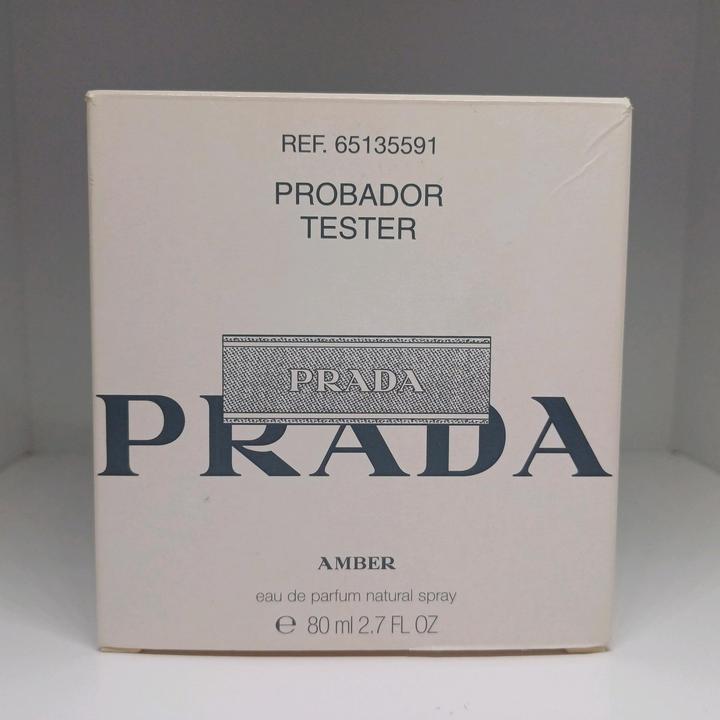 REF. 65135591
PROBADOR
TESTER
PRADA
PRADA
AMBER
eau de parfum natural spray
℮ 80 ml 2.7 FL OZ